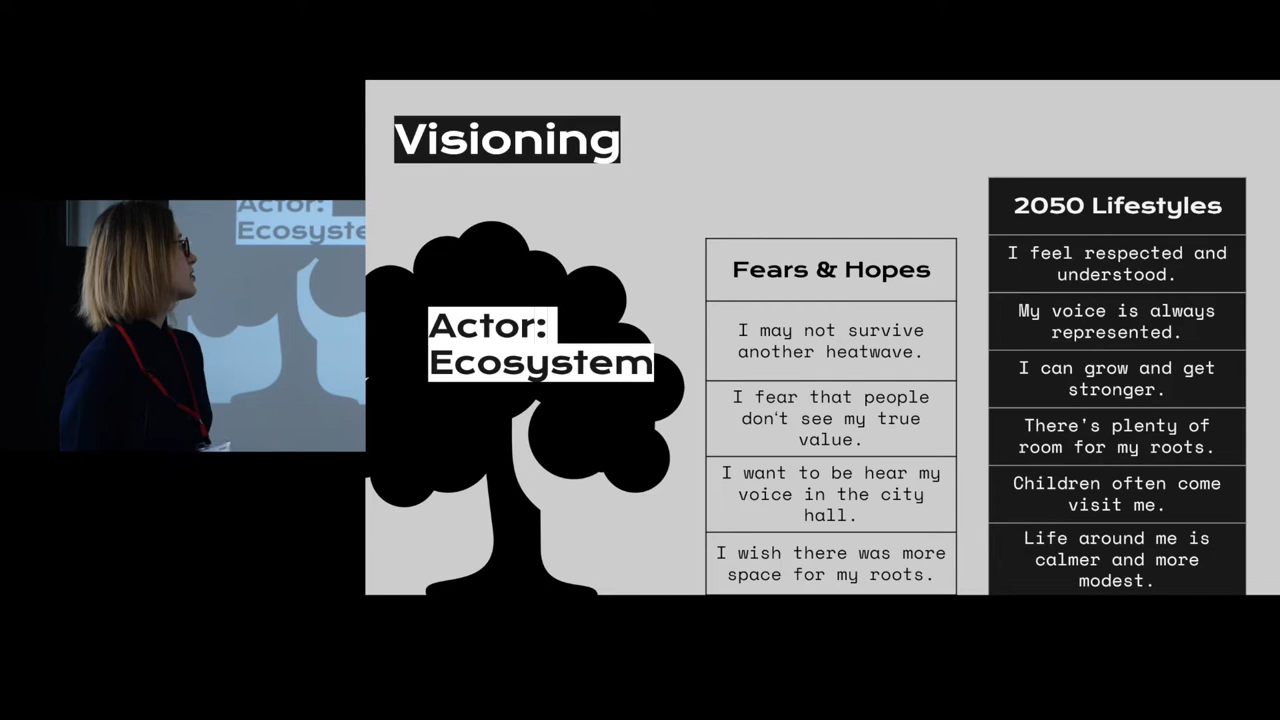 Visioning
Actor:
Ecosyste
Actor:
Ecosystem
Fears & Hopes
I may not survive
another heatwave.
I fear that people
don‘t see my true
value.
I want to be hear my
voice in the city
hall.
I wish there was more
space for my roots.
2050 Lifestyles
I feel respected and
understood.
My voice is always
represented.
I can grow and get
stronger.
There's plenty of
room for my roots.
Children often come
visit me.
Life around me is
calmer and more
modest.